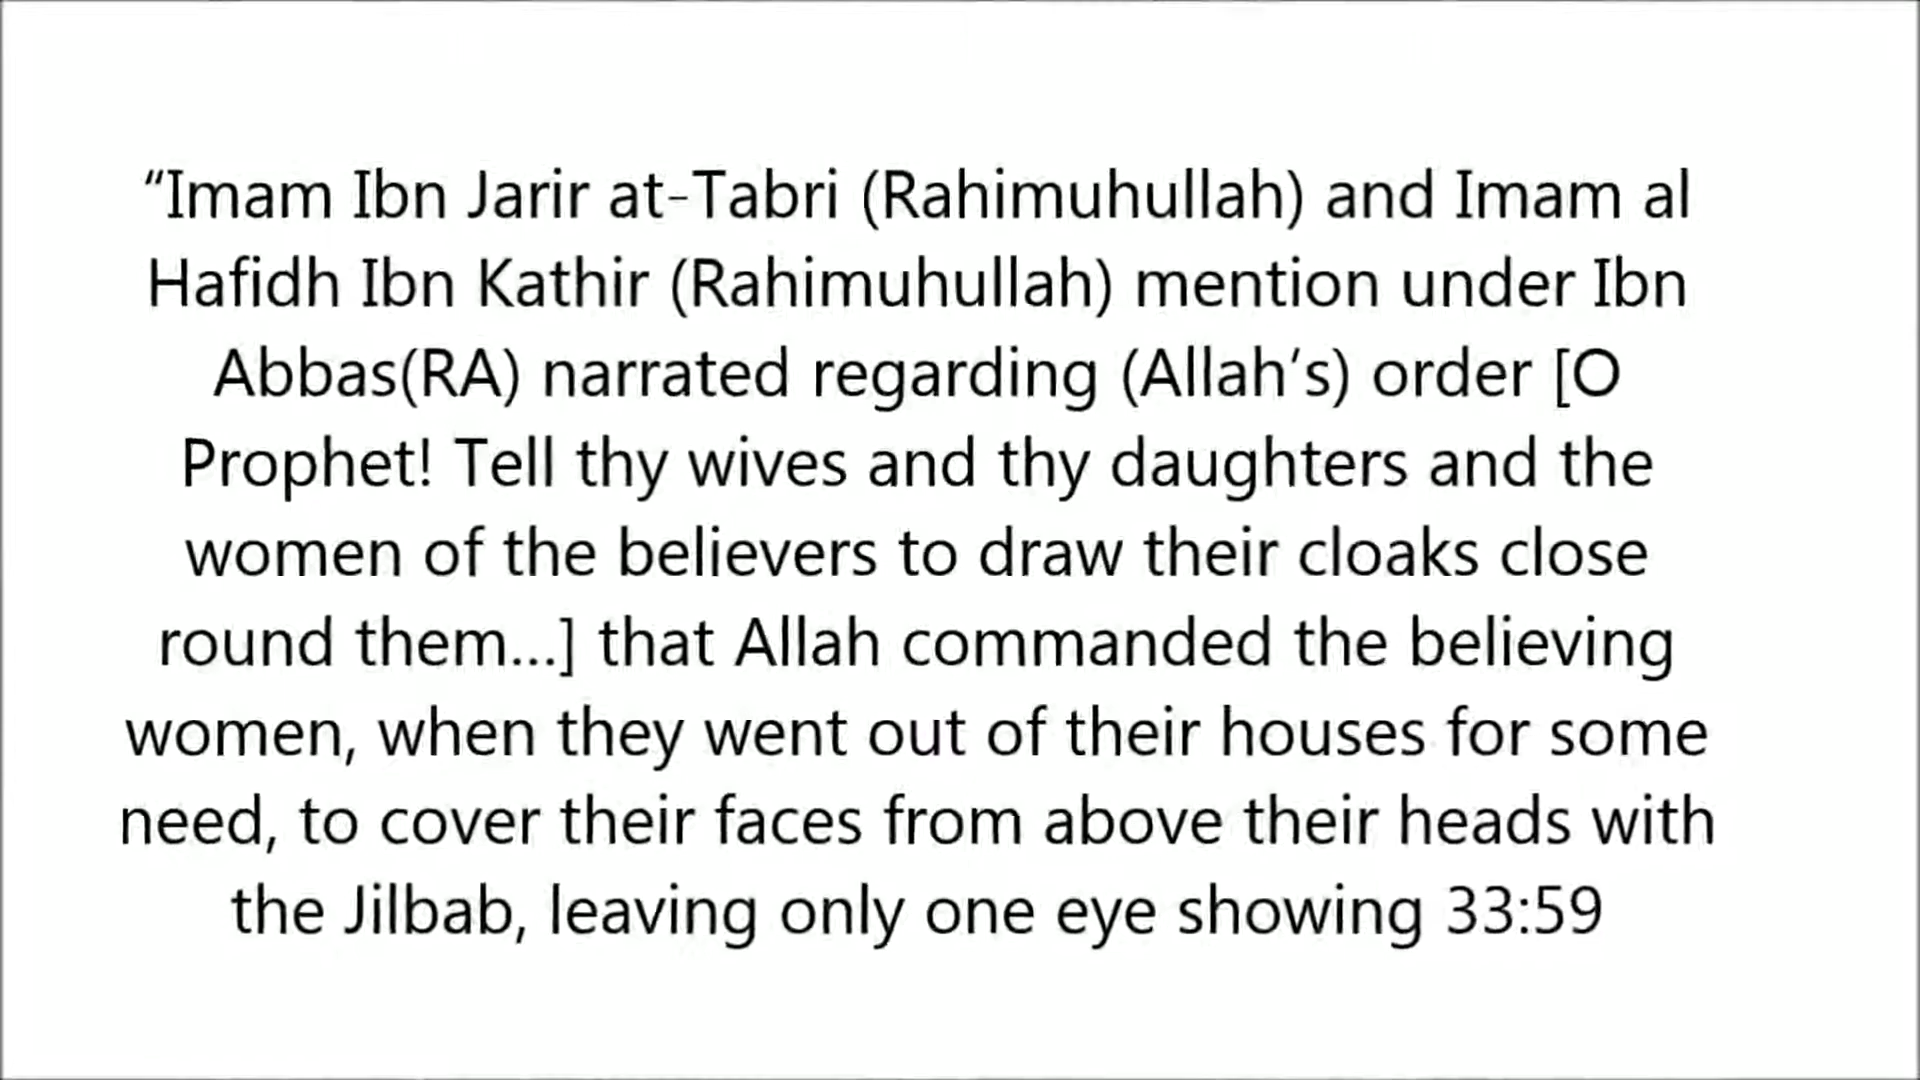 “Imam Ibn Jarir at-Tabri (Rahimuhullah) and Imam al
Hafidh Ibn Kathir (Rahimuhullah) mention under Ibn
Abbas(RA) narrated regarding (Allah’s) order [O
Prophet! Tell thy wives and thy daughters and the
women of the believers to draw their cloaks close
round them...] that Allah commanded the believing
women, when they went out of their houses for some
need, to cover their faces from above their heads with
the Jilbab, leaving only one eye showing 33:59